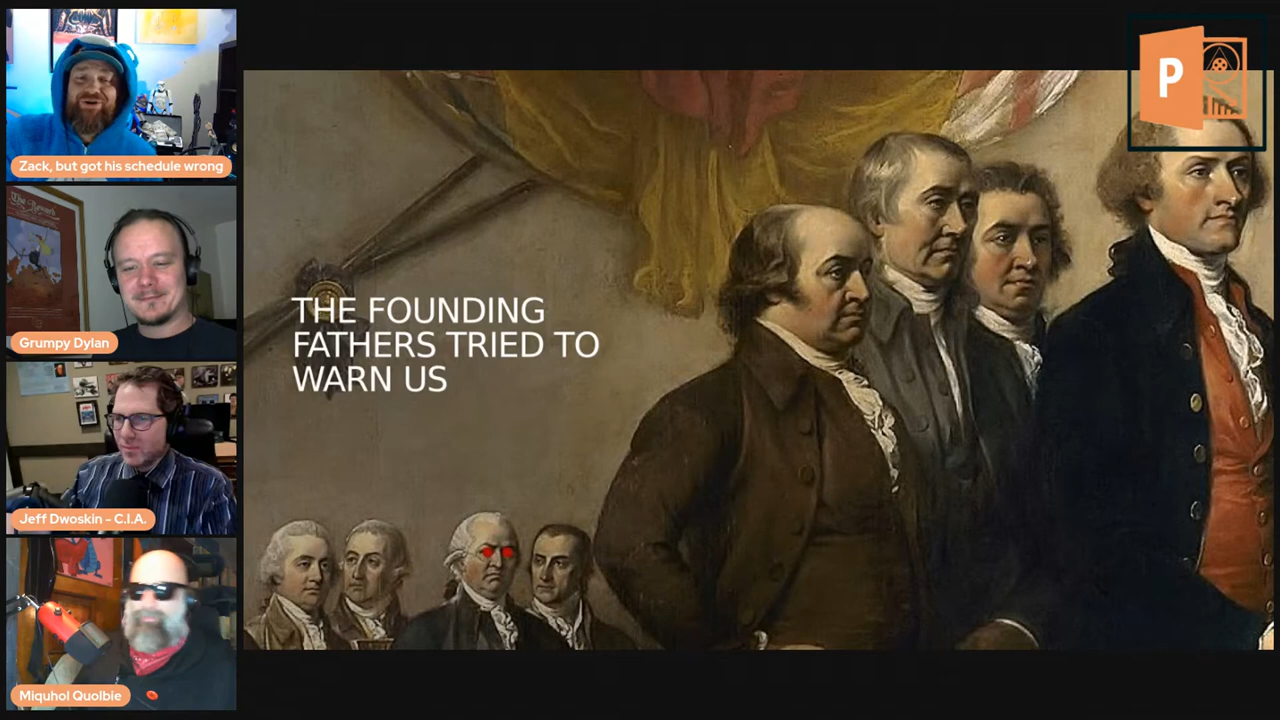 Zack, but got his schedule wrong
Grumpy Dylan
Jeff Dwoskin - C.I.A.
Miquhol Quolbie
THE FOUNDING
FATHERS TRIED TO
WARN US
P